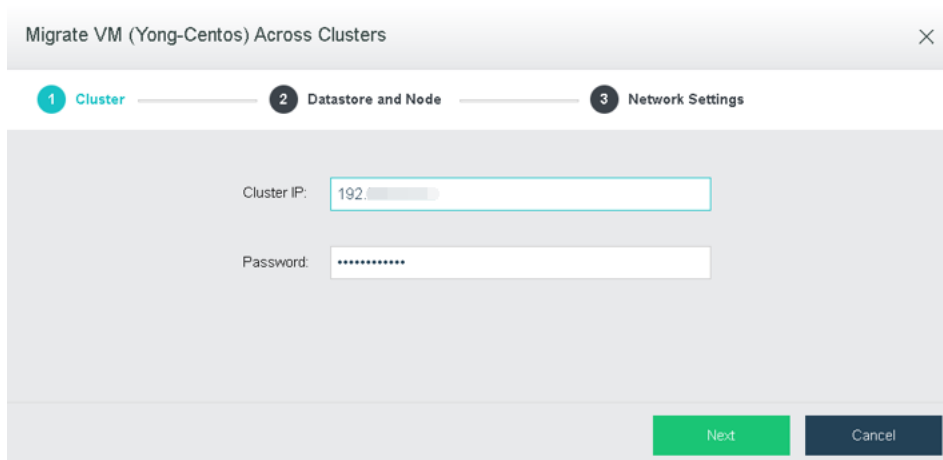 Migrate VM (Yong-Centos) Across Clusters
1 Cluster 2 Datastore and Node 3 Network Settings
Cluster IP: 192.
Password: ••••••••••••
Next Cancel